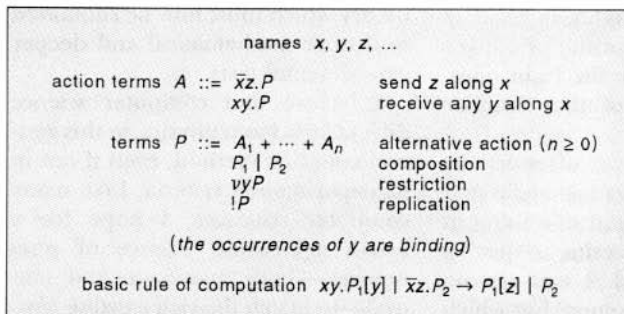 names x, y, z, ...
action terms A ::= x̄z.P send z along x
xy.P receive any y along x
terms P ::= A₁ + ··· + Aₙ alternative action (n ≥ 0)
P₁ | P₂ composition
νyP restriction
!P replication
(the occurrences of y are binding)
basic rule of computation xy.P₁[y] | x̄z.P₂ → P₁[z] | P₂